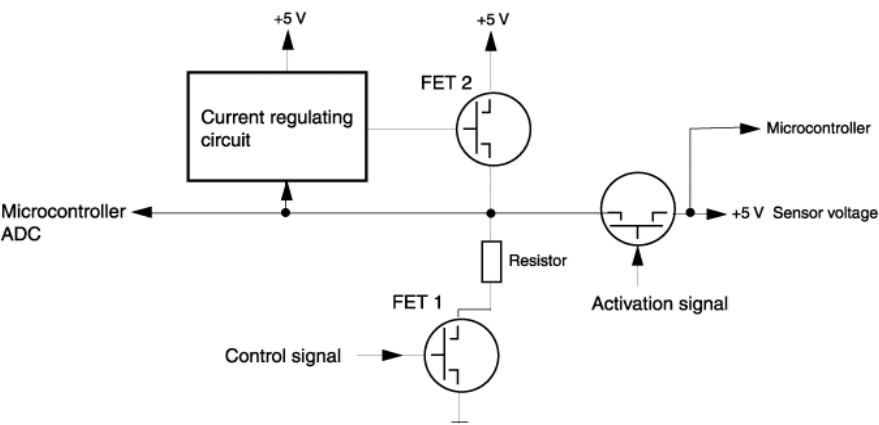 +5 V
+5 V
FET 2
Current regulating
circuit
Microcontroller
Microcontroller
ADC
+5 V Sensor voltage
Resistor
FET 1
Activation signal
Control signal